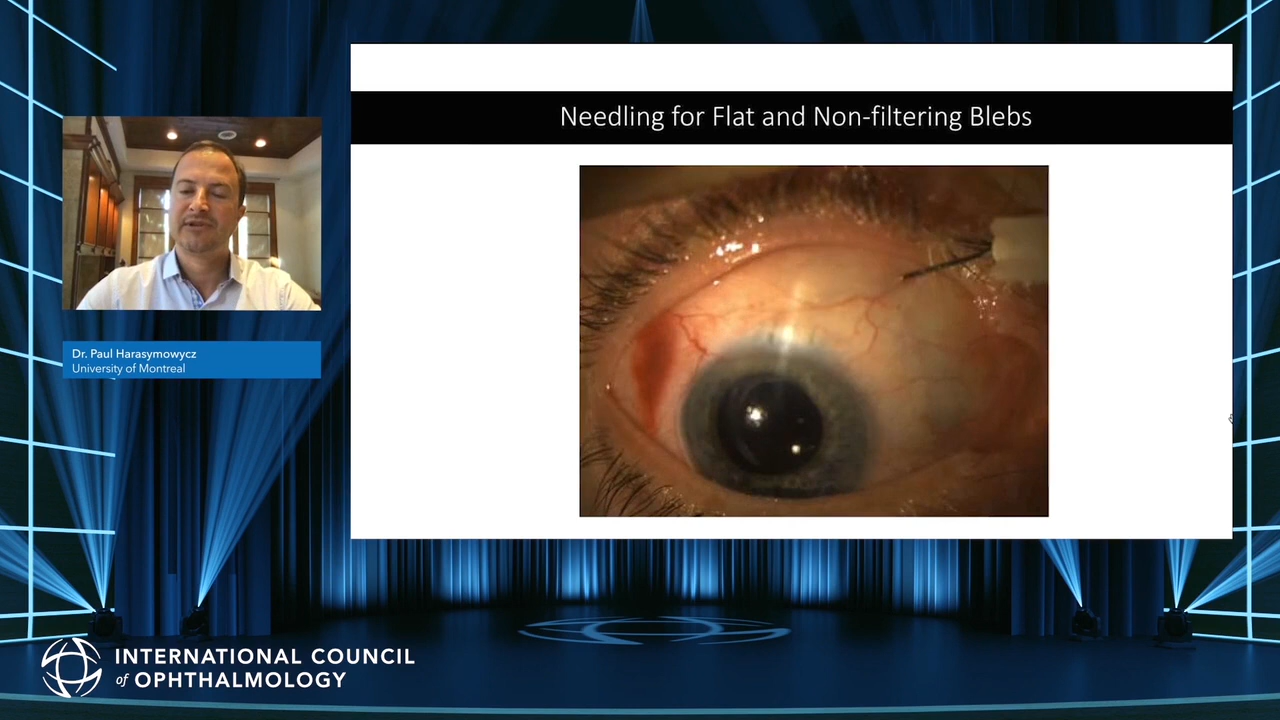 Needling for Flat and Non-filtering Blebs
Dr. Paul Harasymowycz
University of Montreal
INTERNATIONAL COUNCIL
of OPHTHALMOLOGY